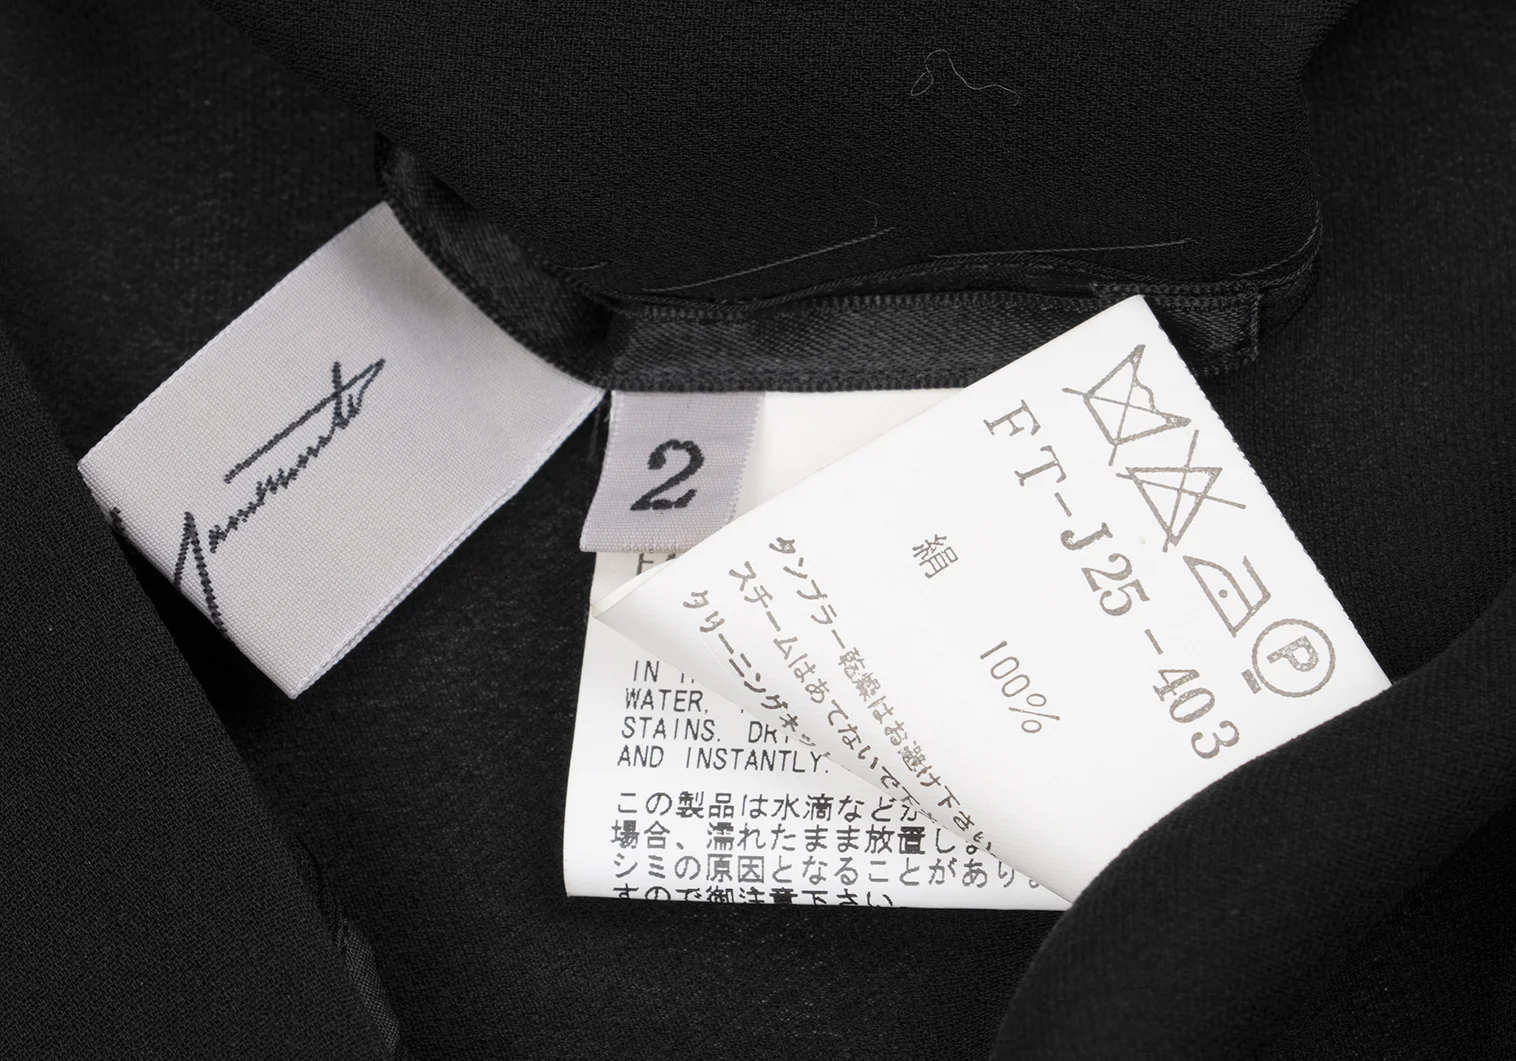 Yamamoto
2
FT-J25-403
絹 100%
タンブラー乾燥はお避け下さい
スチームはあてないで下
クリーニングネッ
IN
WATER.
STAINS. DRY
AND INSTANTLY.
この製品は水滴などが
場合、濡れたまま放置しま
シミの原因となることがあり
すので御注意下さい
P